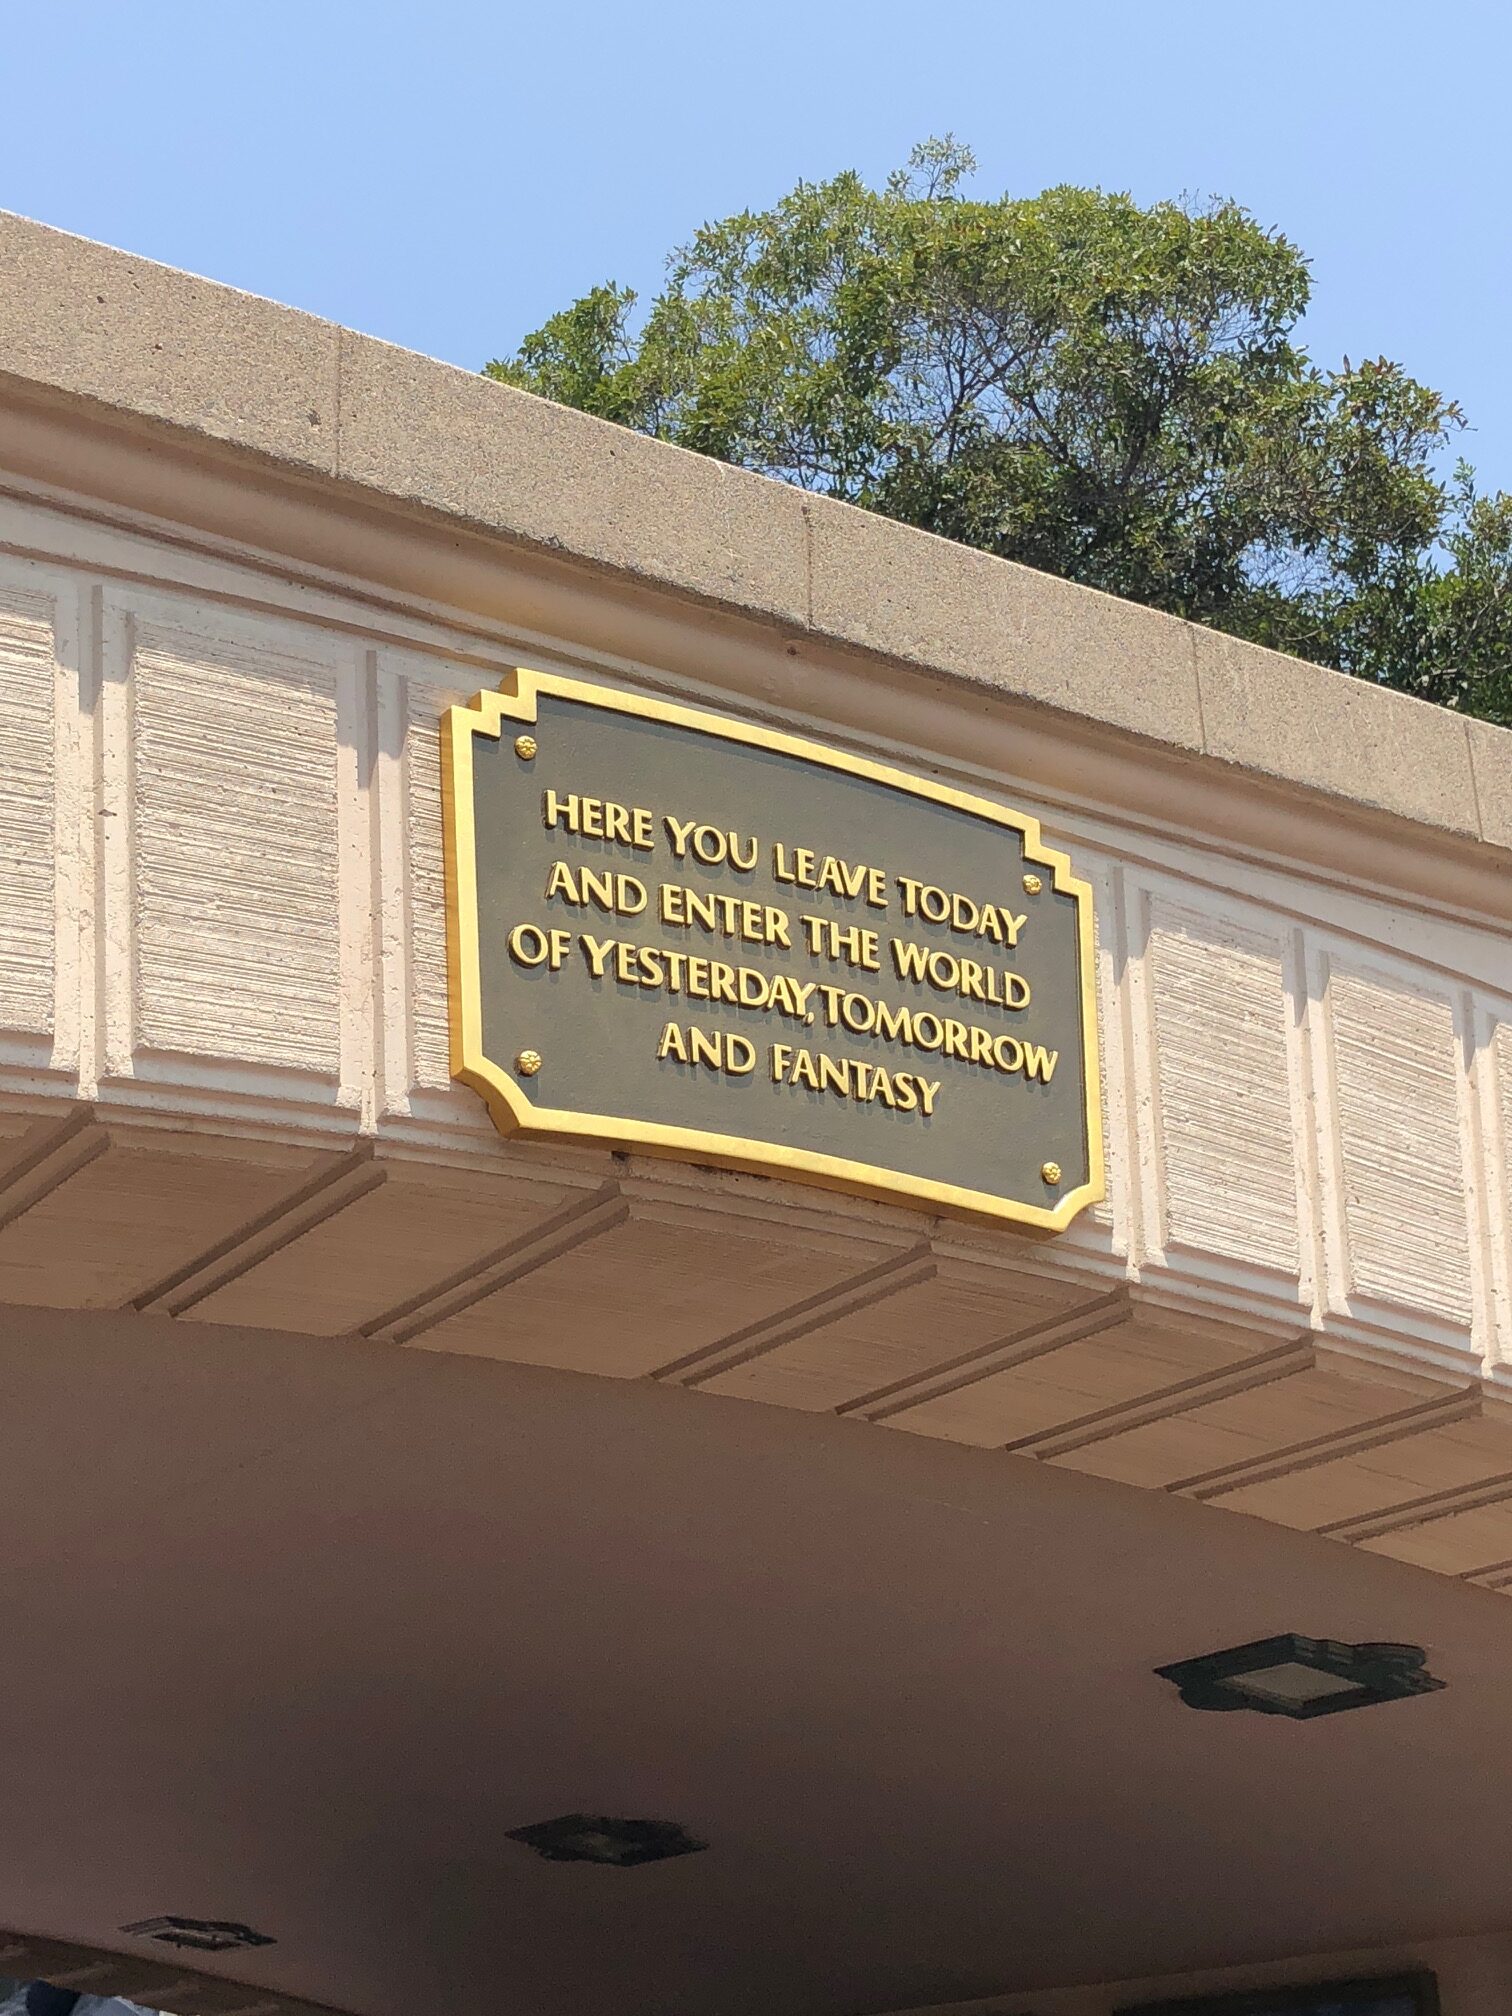 HERE YOU LEAVE TODAY
AND ENTER THE WORLD
OF YESTERDAY, TOMORROW
AND FANTASY